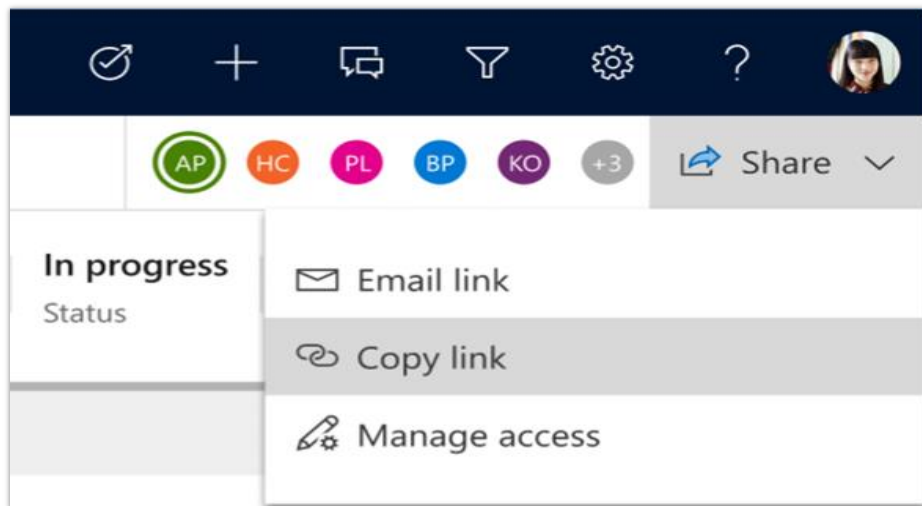 ?
AP HC PL BP KO +3 Share
In progress
Status
Email link
Copy link
Manage access